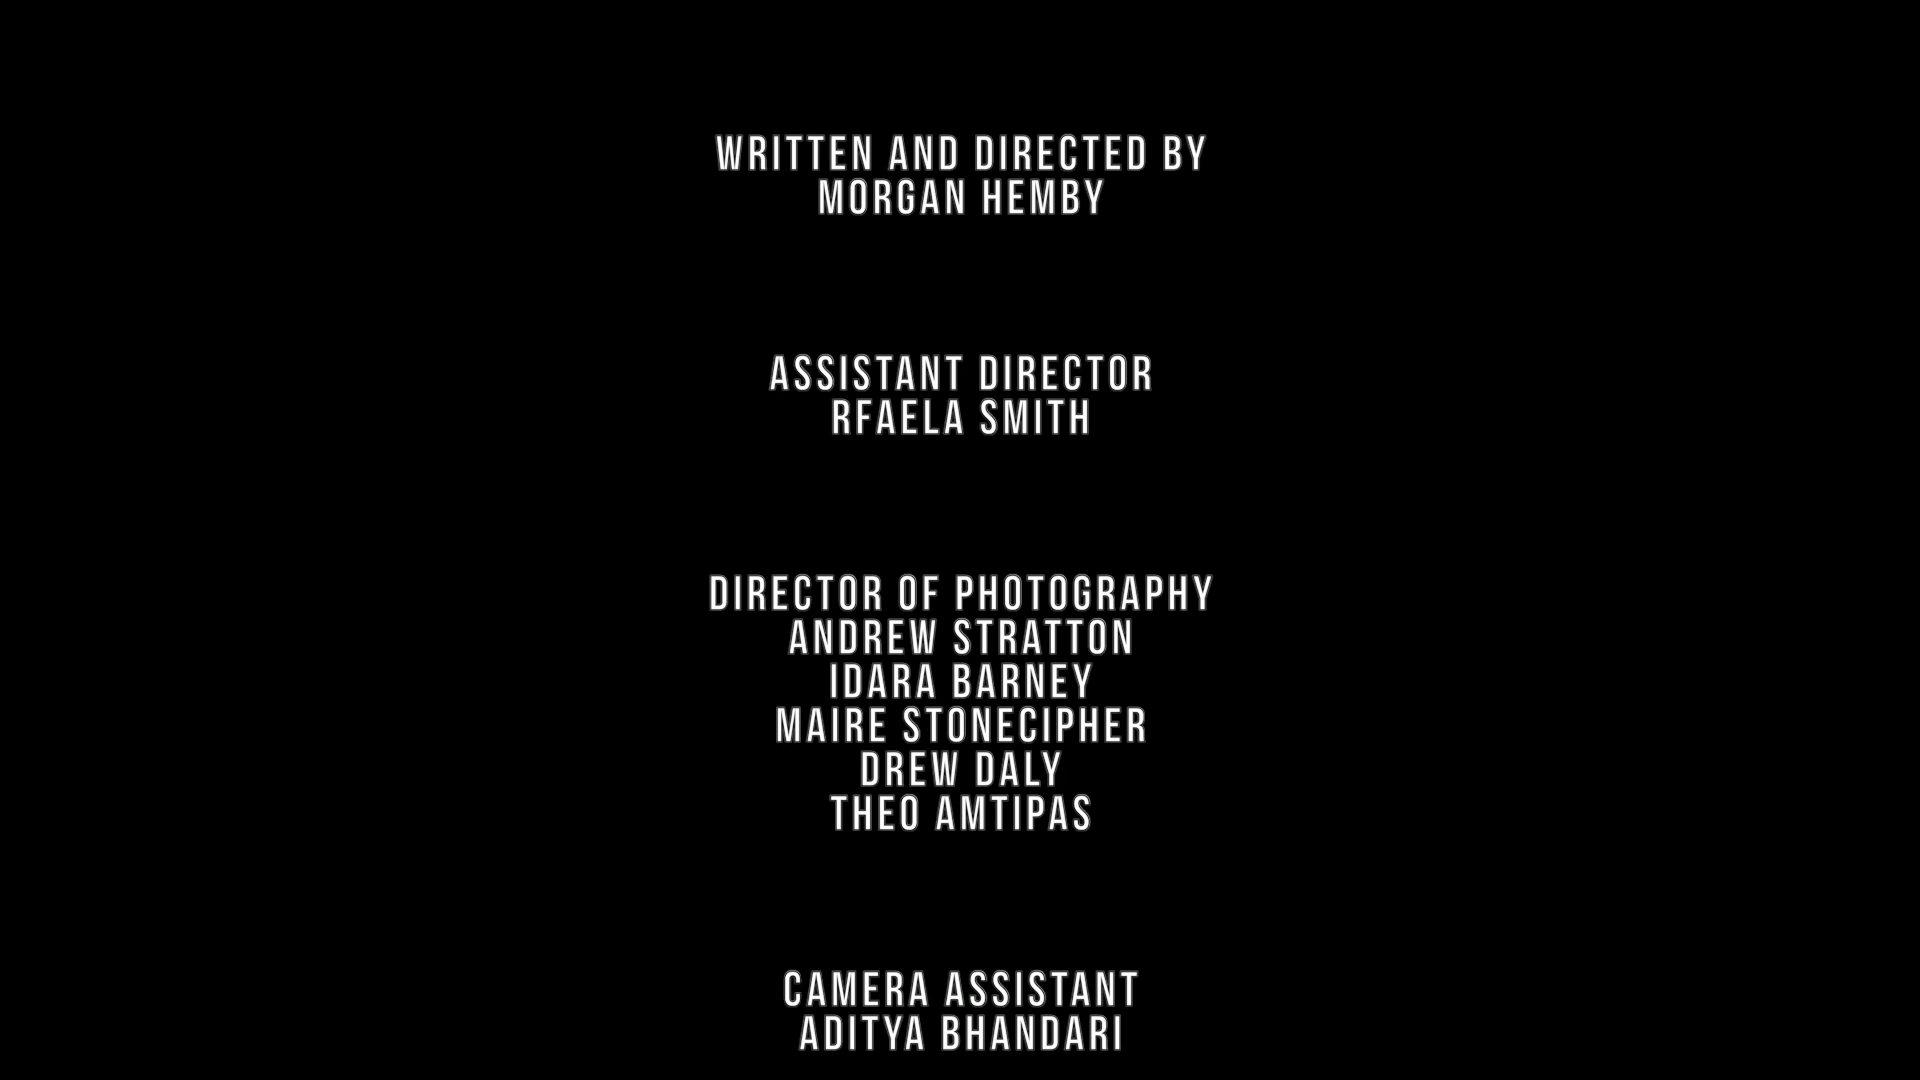 WRITTEN AND DIRECTED BY
MORGAN HEMBY
ASSISTANT DIRECTOR
RFAELA SMITH
DIRECTOR OF PHOTOGRAPHY
ANDREW STRATTON
IDARA BARNEY
MAIRE STONECIPHER
DREW DALY
THEO AMTIPAS
CAMERA ASSISTANT
ADITYA BHANDARI